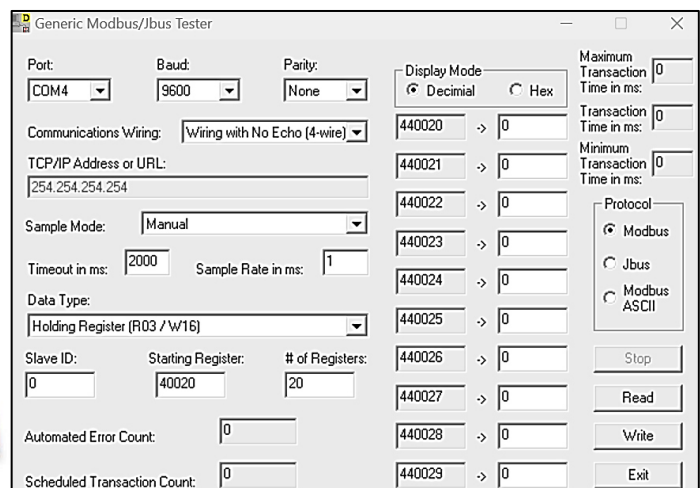 Generic Modbus/Jbus Tester
Port:
Baud:
Parity:
COM4
9600
None
Communications Wiring:
Wiring with No Echo (4-wire)
TCP/IP Address or URL:
254.254.254.254
Sample Mode:
Manual
Timeout in ms:
2000
Sample Rate in ms:
1
Data Type:
Holding Register (R03 / W16)
Slave ID:
Starting Register:
# of Registers:
0
40020
20
Automated Error Count:
0
Scheduled Transaction Count:
0
Display Mode
Decimial
Hex
440020 -> 0
440021 -> 0
440022 -> 0
440023 -> 0
440024 -> 0
440025 -> 0
440026 -> 0
440027 -> 0
440028 -> 0
440029 -> 0
Maximum
Transaction
Time in ms:
0
Transaction
Time in ms:
0
Minimum
Transaction
Time in ms:
0
Protocol
Modbus
Jbus
Modbus
ASCII
Stop
Read
Write
Exit